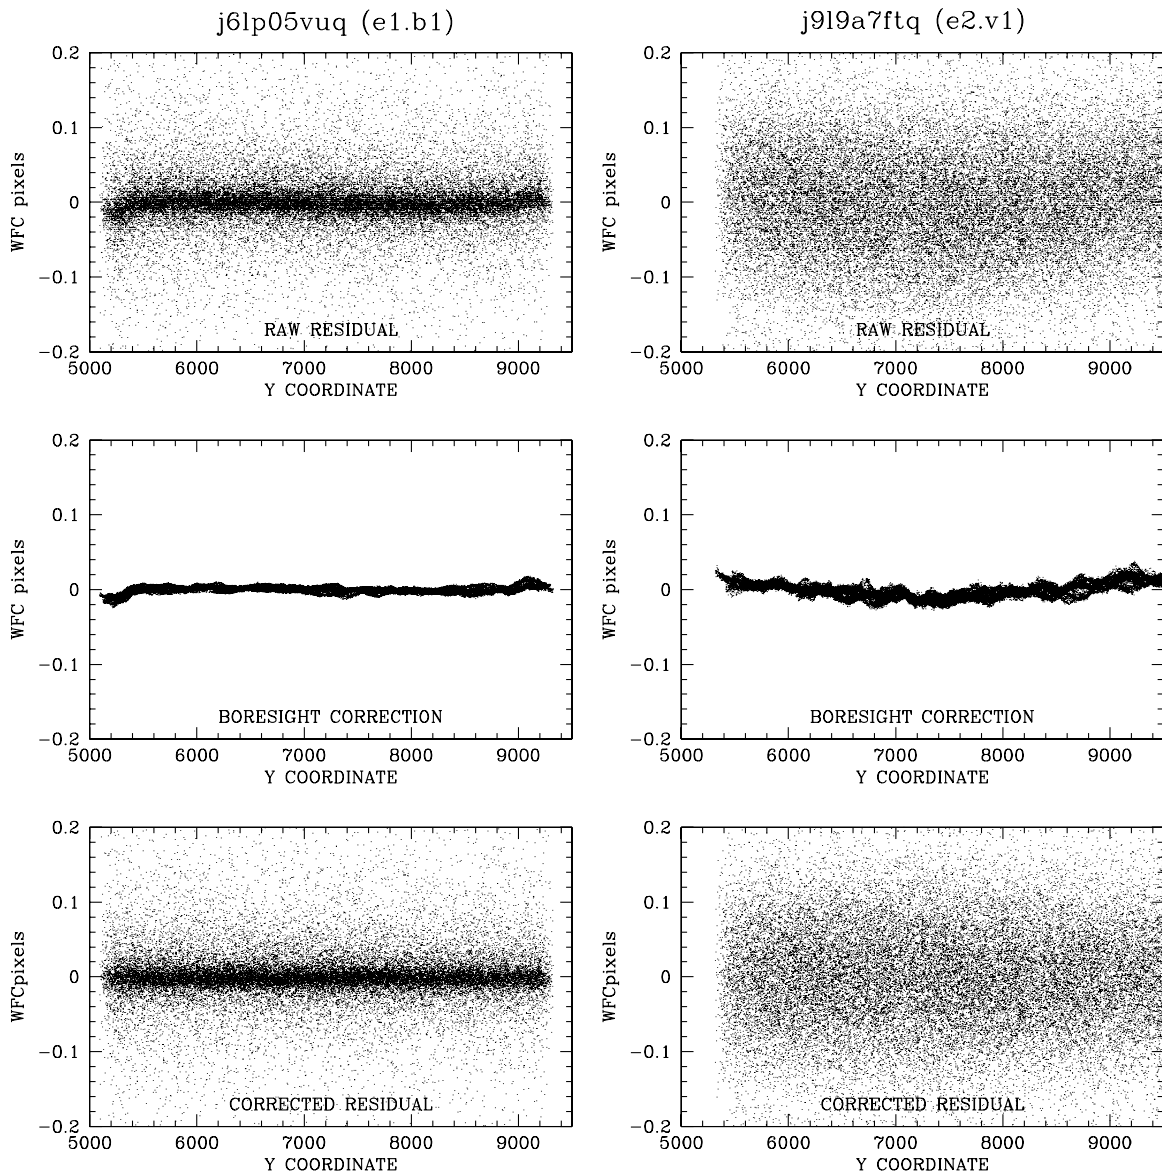 j6lp05vuq (e1.b1)
j9l9a7ftq (e2.v1)
0.2
0.1
0
−0.1
−0.2
WFC pixels
RAW RESIDUAL
5000 6000 7000 8000 9000
Y COORDINATE
0.2
0.1
0
−0.1
−0.2
WFC pixels
RAW RESIDUAL
5000 6000 7000 8000 9000
Y COORDINATE
0.2
0.1
0
−0.1
−0.2
WFC pixels
BORESIGHT CORRECTION
5000 6000 7000 8000 9000
Y COORDINATE
0.2
0.1
0
−0.1
−0.2
WFC pixels
BORESIGHT CORRECTION
5000 6000 7000 8000 9000
Y COORDINATE
0.2
0.1
0
−0.1
−0.2
WFCpixels
CORRECTED RESIDUAL
5000 6000 7000 8000 9000
Y COORDINATE
0.2
0.1
0
−0.1
−0.2
WFCpixels
CORRECTED RESIDUAL
5000 6000 7000 8000 9000
Y COORDINATE